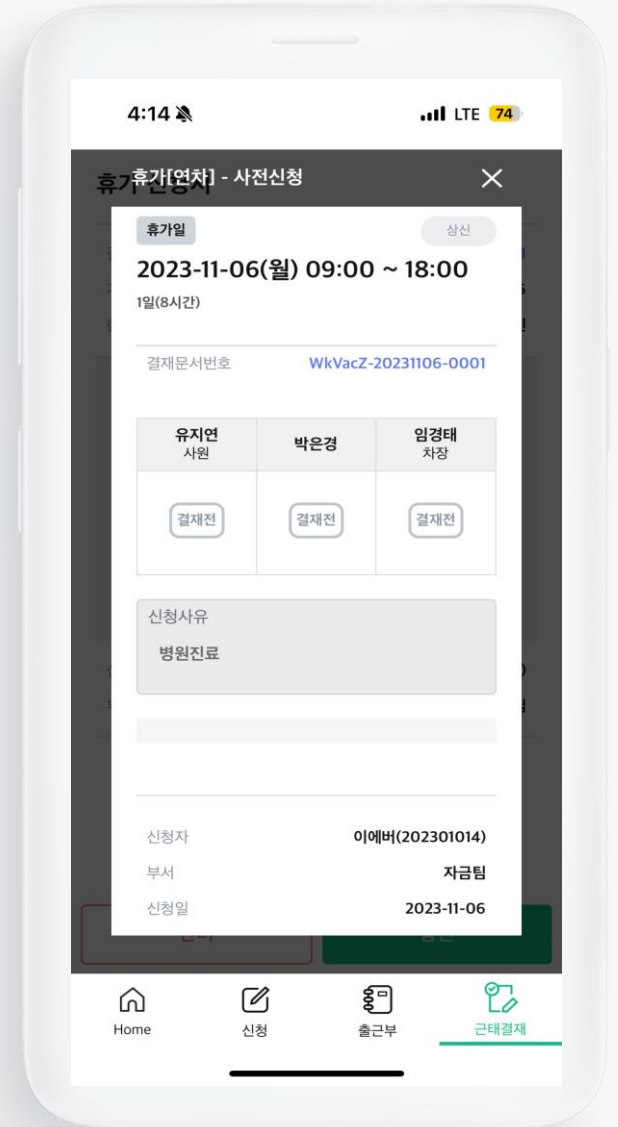 4:14
LTE 74
휴가[연차] - 사전신청
휴가일
상신
2023-11-06(월) 09:00 ~ 18:00
1일(8시간)
결재문서번호 WkVacZ-20231106-0001
유지연 박은경 임경태
사원 차장
결재전 결재전 결재전
신청사유
병원진료
신청자 이에버(202301014)
부서 자금팀
신청일 2023-11-06
Home 신청 출근부 근태결재